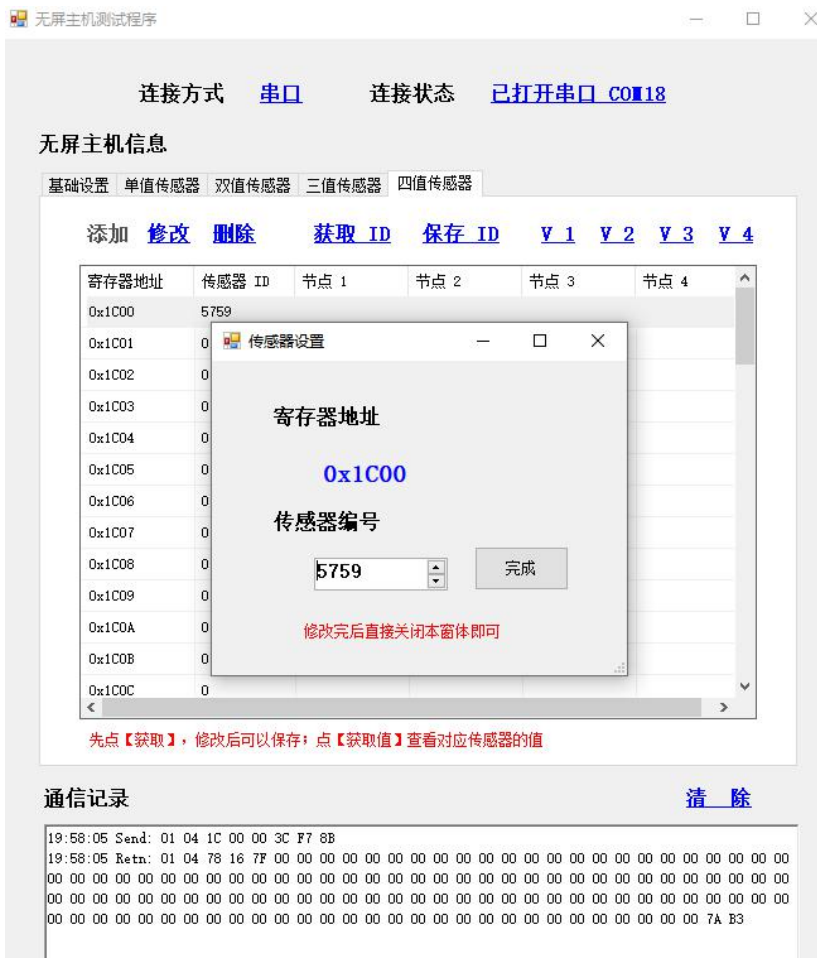 无屏主机测试程序
连接方式 串口 连接状态 已打开串口 COM18
无屏主机信息
基础设置 单值传感器 双值传感器 三值传感器 四值传感器
添加 修改 删除 获取 ID 保存 ID V 1 V 2 V 3 V 4
寄存器地址 传感器 ID 节点 1 节点 2 节点 3 节点 4
0x1C00 5759
0x1C01 0
0x1C02 0
0x1C03 0
0x1C04 0
0x1C05 0
0x1C06 0
0x1C07 0
0x1C08 0
0x1C09 0
0x1C0A 0
0x1C0B 0
0x1C0C 0
传感器设置
寄存器地址
0x1C00
传感器编号
5759 完成
修改完后直接关闭本窗体即可
先点【获取】，修改后可以保存；点【获取值】查看对应传感器的值
通信记录 清 除
19:58:05 Send: 01 04 1C 00 00 3C F7 8B
19:58:05 Retn: 01 04 78 16 7F 00 00 00 00 00 00 00 00 00 00 00 00 00 00 00 00 00 00 00 00 00 00 00
00 00 00 00 00 00 00 00 00 00 00 00 00 00 00 00 00 00 00 00 00 00 00 00 00 00 00 00 00 00 00 00 00
00 00 00 00 00 00 00 00 00 00 00 00 00 00 00 00 00 00 00 00 00 00 00 00 00 00 00 00 00 00 00 00 00
00 00 00 00 00 00 00 00 00 00 00 00 00 00 00 00 00 00 00 00 00 00 00 00 00 00 00 00 00 7A B3